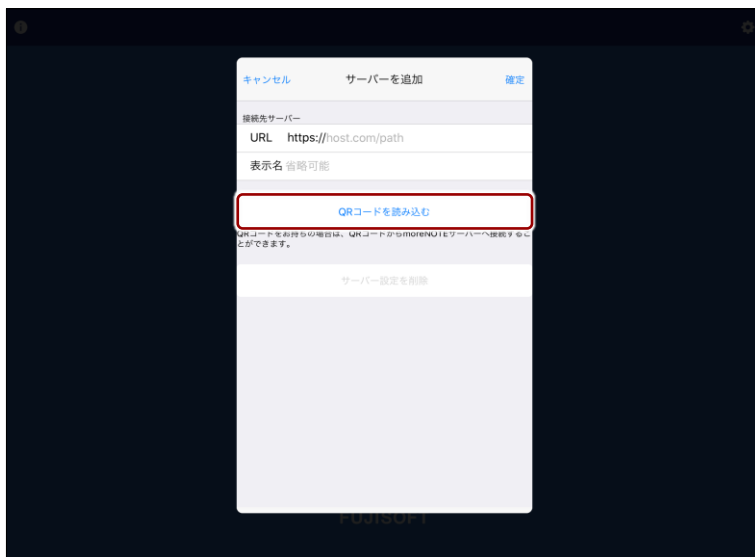 キャンセル サーバーを追加 確定
接続先サーバー
URL https://host.com/path
表示名 省略可能
QRコードを読み込む
QRコードをお持ちの場合は、QRコードからmoreNOTEサーバーへ接続するこ
とができます。
サーバー設定を削除
FUJISOFT